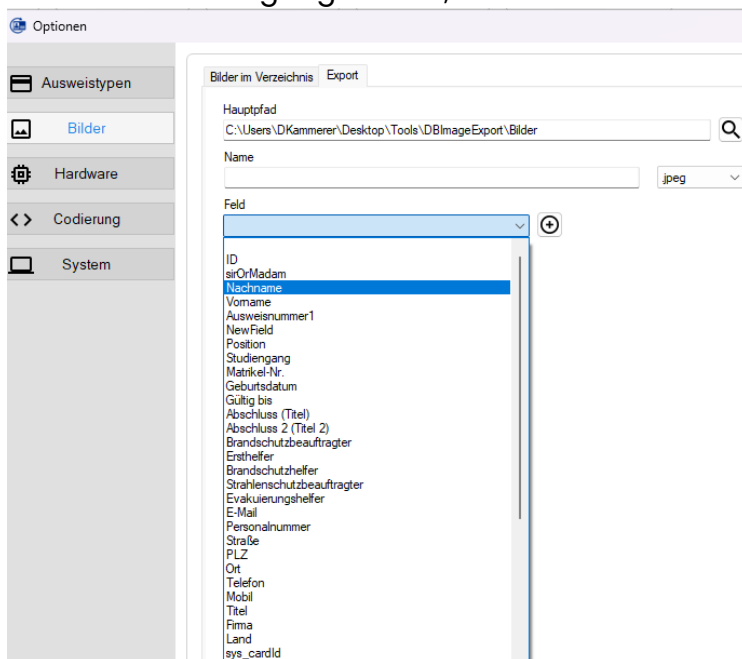 Optionen
Ausweistypen
Bilder
Hardware
Codierung
System
Bilder im Verzeichnis
Export
Hauptpfad
C:\Users\DKammerer\Desktop\Tools\DBImageExport\Bilder
Name
.jpeg
Feld
ID
sirOrMadam
Nachname
Vorname
Ausweisnummer1
NewField
Position
Studiengang
Matrikel-Nr.
Geburtsdatum
Gültig bis
Abschluss (Titel)
Abschluss 2 (Titel 2)
Brandschutzbeauftragter
Ersthelfer
Brandschutzhelfer
Strahlenschutzbeauftragter
Evakuierungshelfer
E-Mail
Personalnummer
Straße
PLZ
Ort
Telefon
Mobil
Titel
Firma
Land
sys_cardId